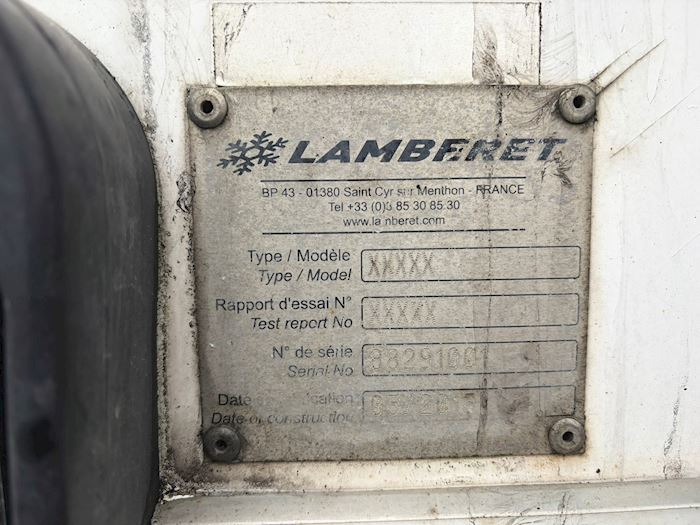 LAMBERET
BP 43 - 01380 Saint Cyr sur Menthon - FRANCE
Tel +33 (0)3 85 30 85 30
www.lamberet.com
Type / Modèle XXXXX
Type / Model
Rapport d'essai N° XXXXX
Test report No
N° de série 88291001
Serial No
Date
Date of construction